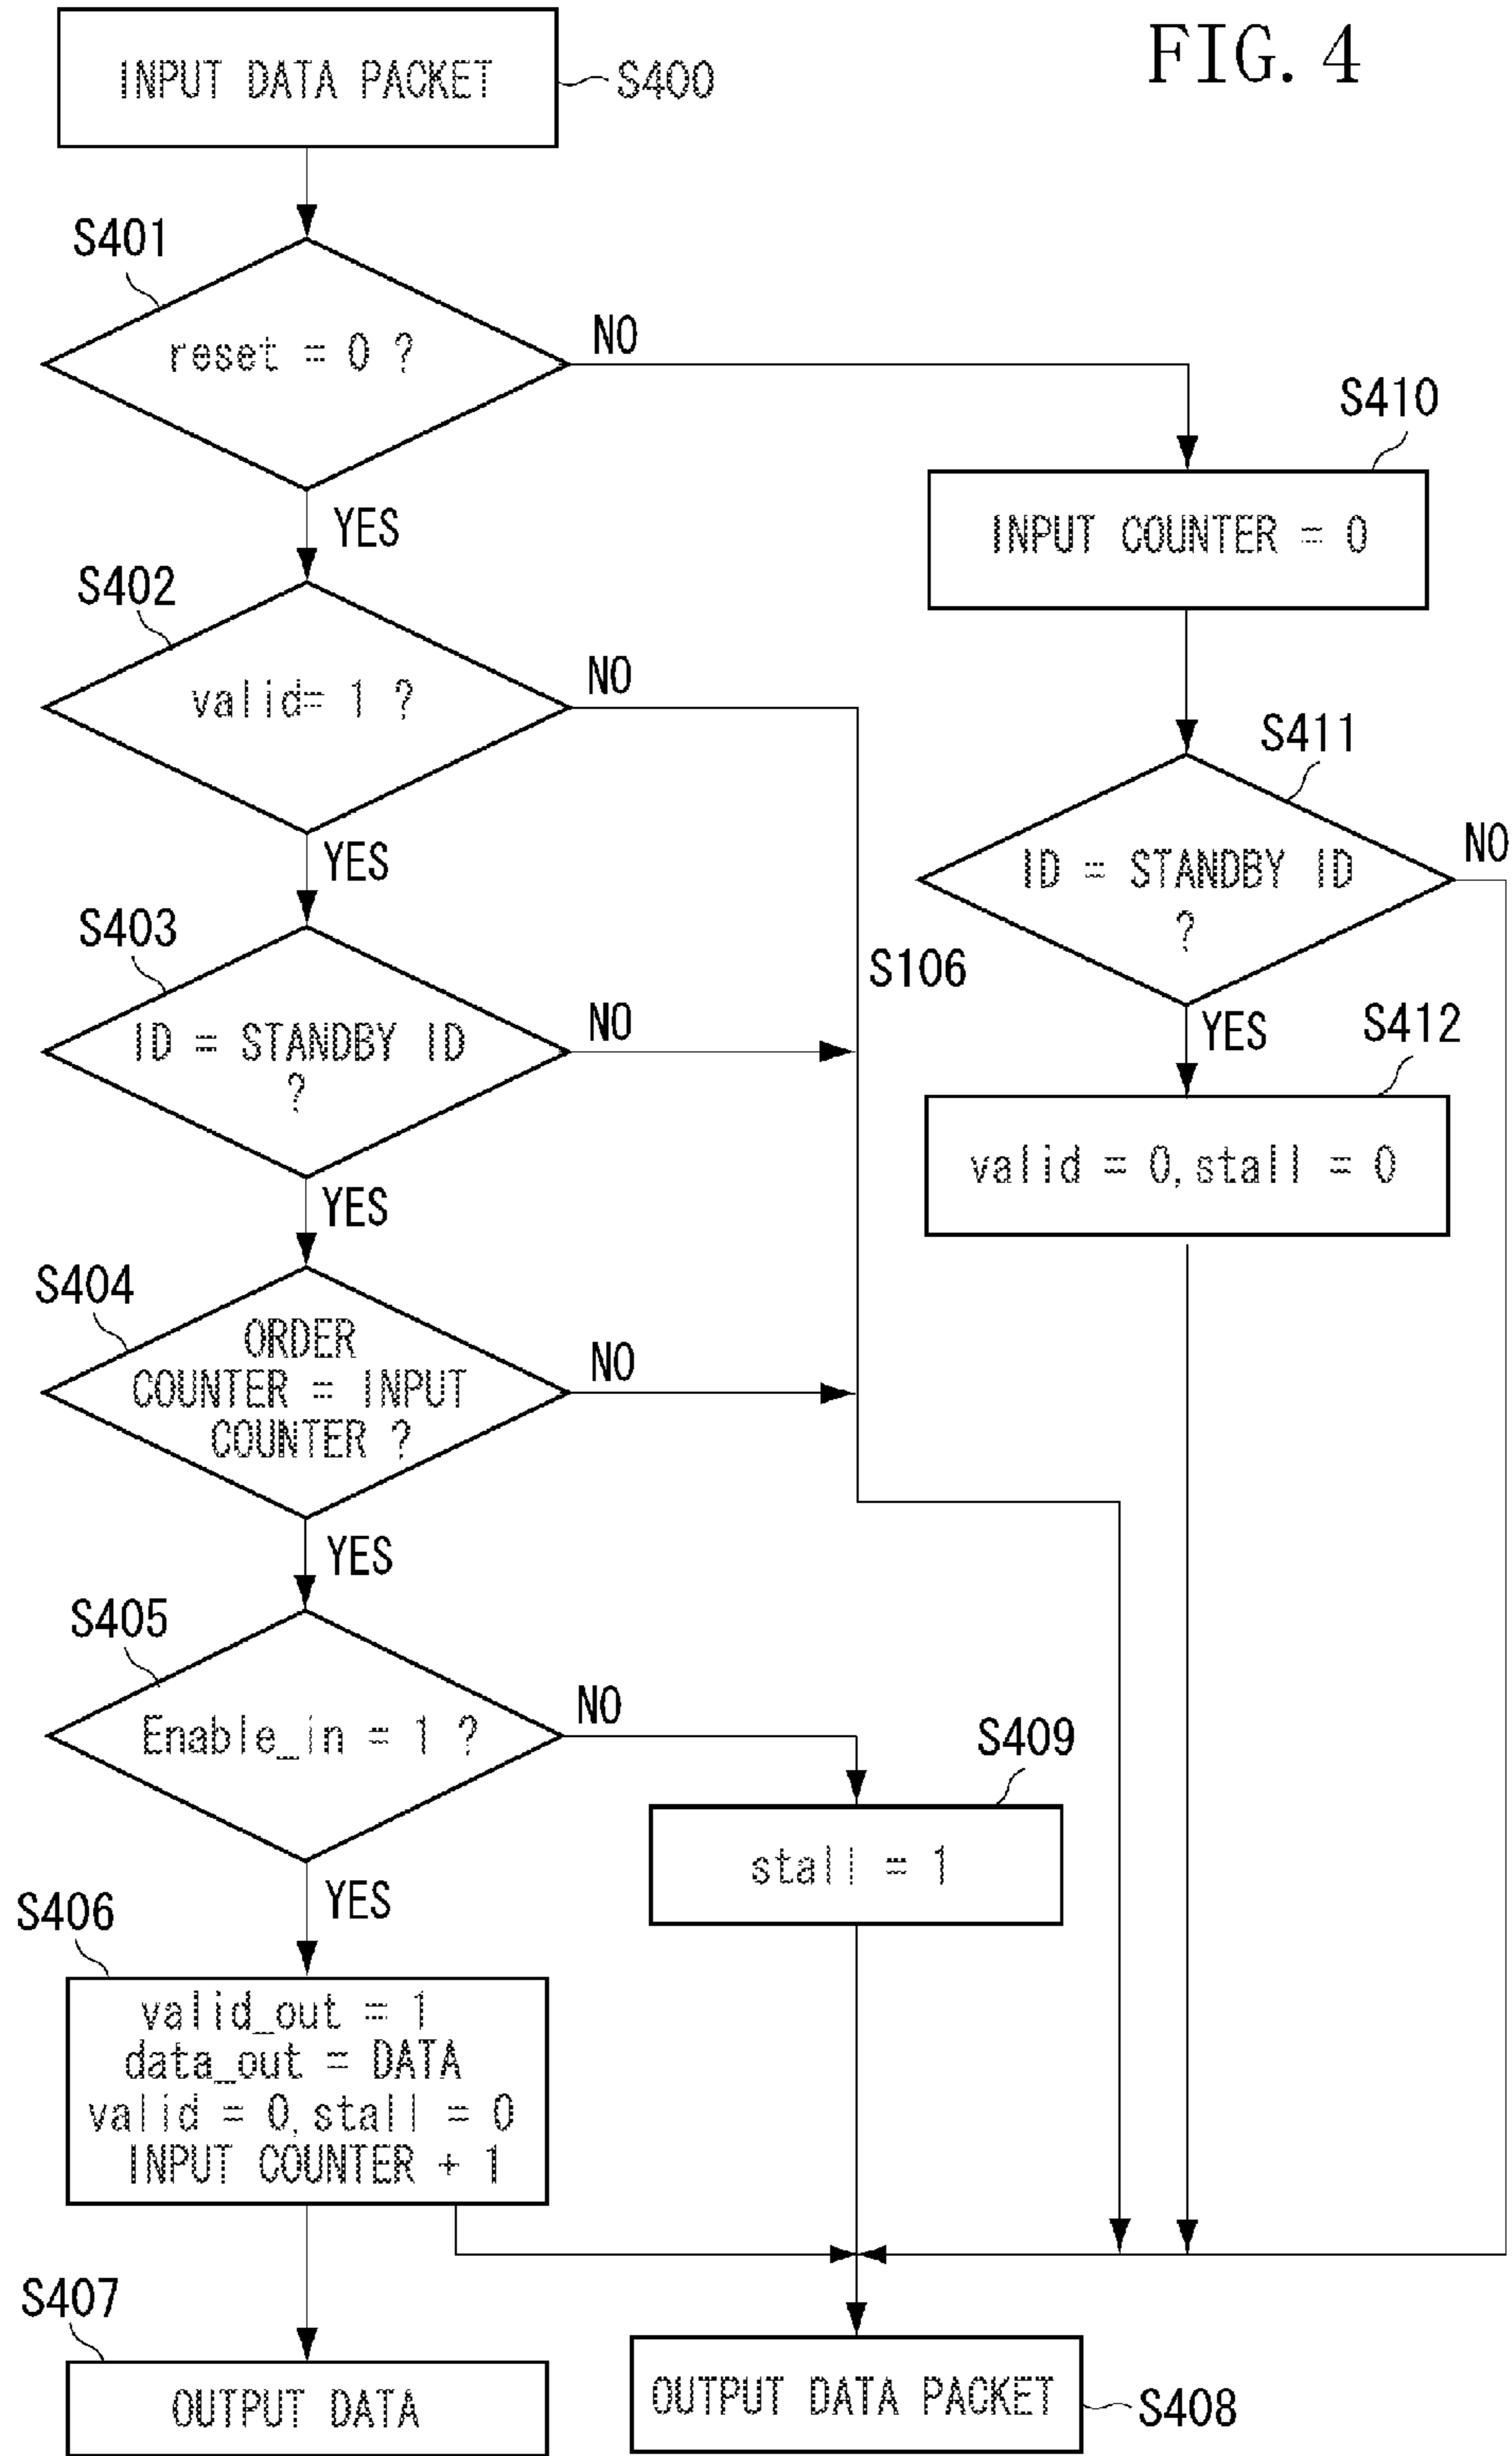 FIG. 4
INPUT DATA PACKET
S400
S401
reset = 0 ?
NO
YES
S410
INPUT COUNTER = 0
S402
valid= 1 ?
NO
YES
S411
ID = STANDBY ID
?
NO
YES
S403
ID = STANDBY ID
?
NO
YES
S106
S412
valid = 0, stall = 0
S404
ORDER
COUNTER = INPUT
COUNTER ?
NO
YES
S405
Enable_in = 1 ?
NO
YES
S409
stall = 1
S406
valid_out = 1
data_out = DATA
valid = 0, stall = 0
INPUT COUNTER + 1
S407
OUTPUT DATA
OUTPUT DATA PACKET
S408